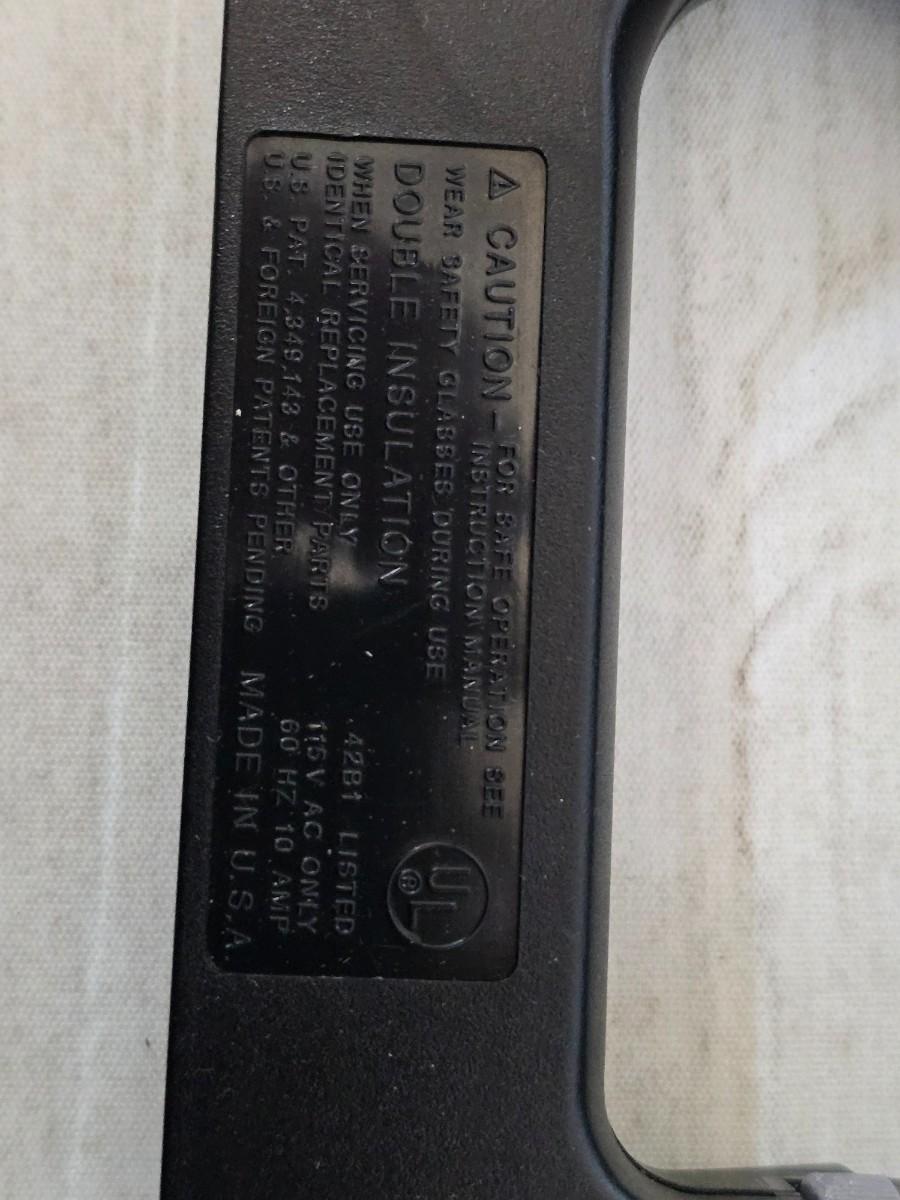 ⚠ CAUTION – FOR SAFE OPERATION SEE
INSTRUCTION MANUAL
WEAR SAFETY GLASSES DURING USE
DOUBLE INSULATION
WHEN SERVICING USE ONLY
IDENTICAL REPLACEMENT PARTS
U.S. PAT. 4,349,143 & OTHER
U.S. & FOREIGN PATENTS PENDING
UL ®
42B1 LISTED
115V AC ONLY
60 HZ 10 AMP
MADE IN U.S.A.